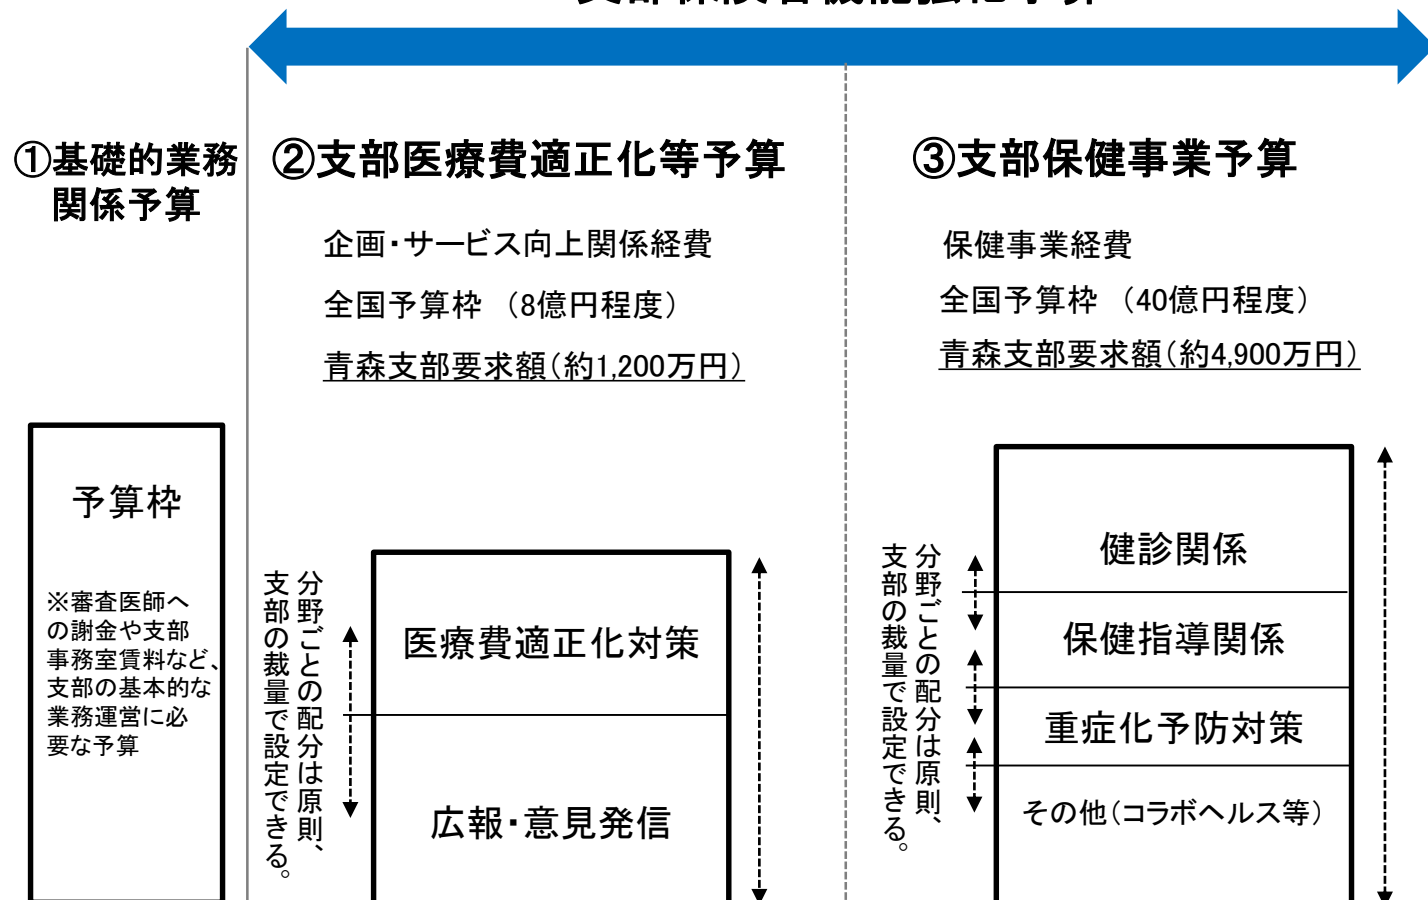 支部保険者機能強化予算
①基礎的業務
関係予算
②支部医療費適正化等予算
企画・サービス向上関係経費
全国予算枠 （8億円程度）
青森支部要求額（約1,200万円）
③支部保健事業予算
保健事業経費
全国予算枠 （40億円程度）
青森支部要求額（約4,900万円）
予算枠
※審査医師へ
の謝金や支部
事務室賃料など、
支部の基本的な
業務運営に必
要な予算
分野ごとの配分は原則、
支部の裁量で設定できる。
医療費適正化対策
広報・意見発信
分野ごとの配分は原則、
支部の裁量で設定できる。
健診関係
保健指導関係
重症化予防対策
その他（コラボヘルス等）